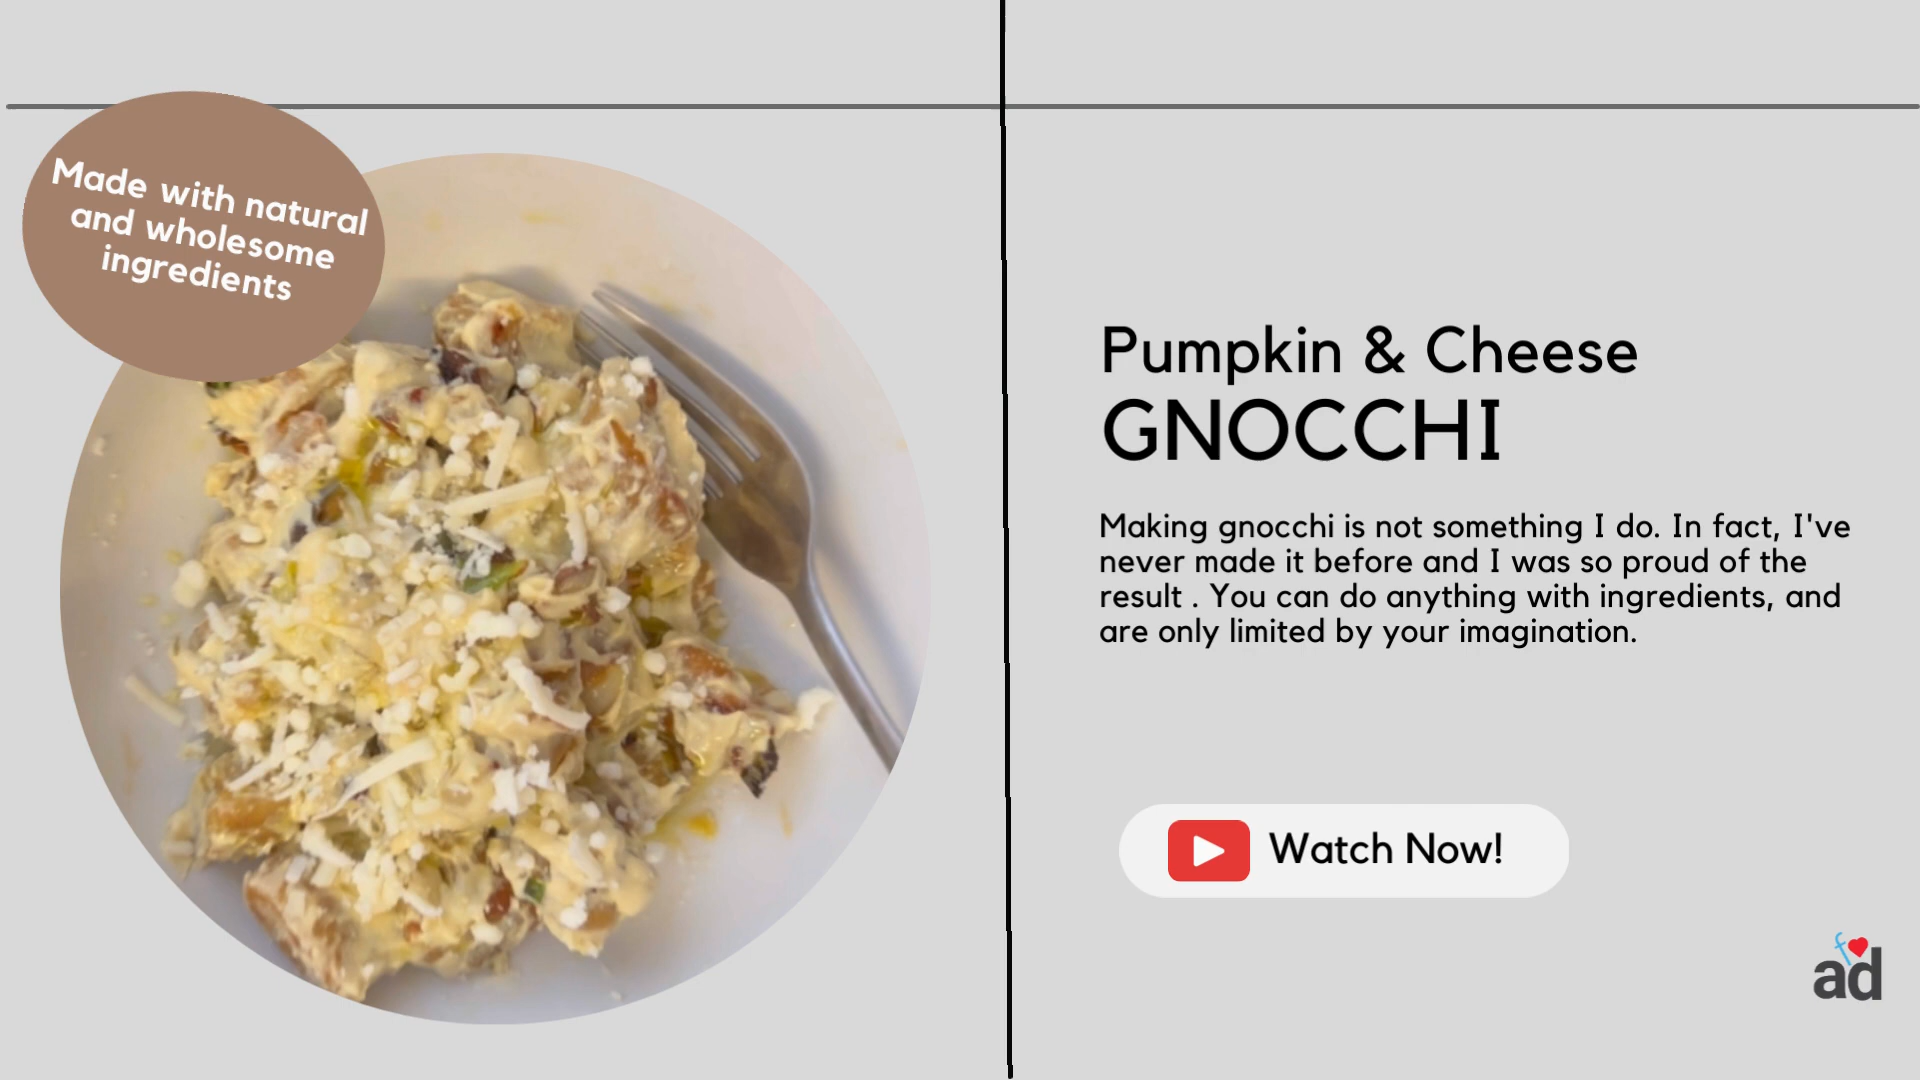 Made with natural
and wholesome
ingredients
Pumpkin & Cheese
GNOCCHI
Making gnocchi is not something I do. In fact, I've
never made it before and I was so proud of the
result . You can do anything with ingredients, and
are only limited by your imagination.
Watch Now!
f
ad